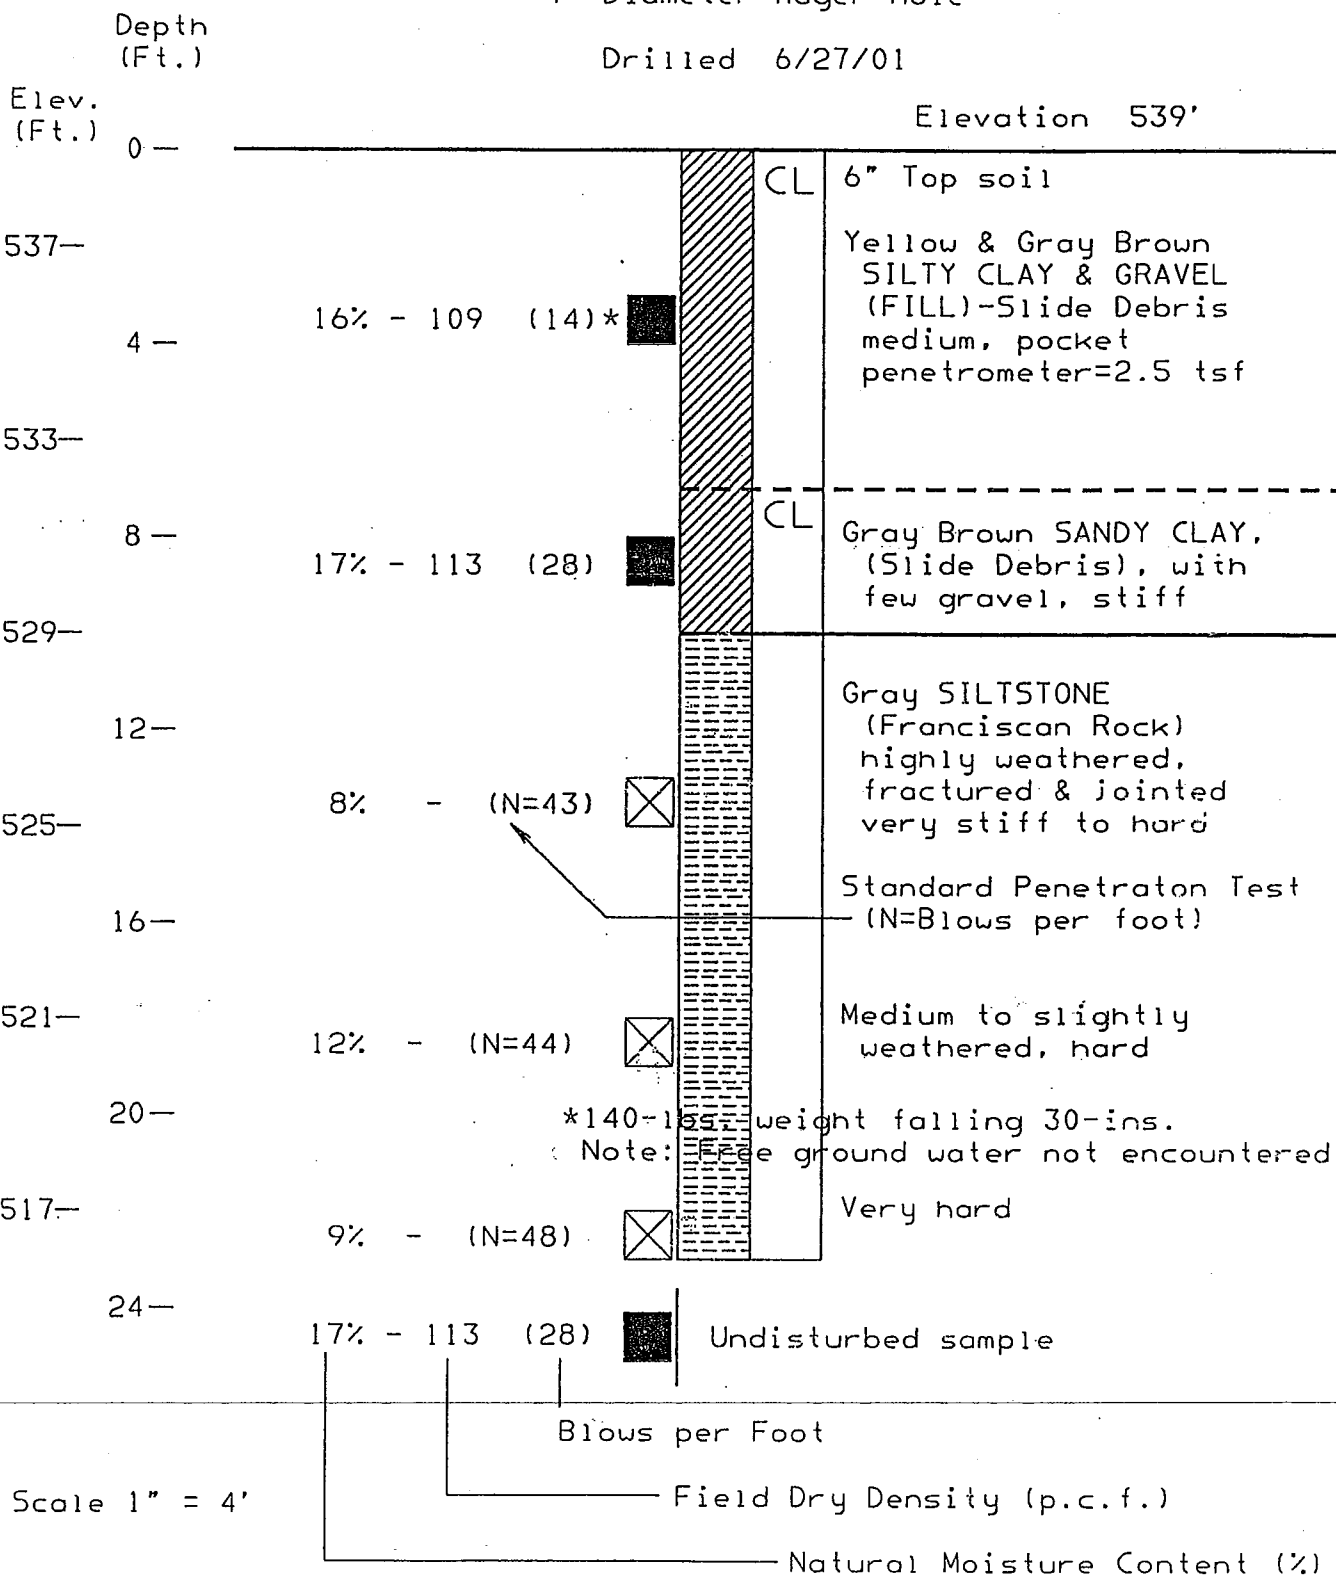 Diameter Auger Hole
Depth
(Ft.)
Drilled 6/27/01
Elev.
(Ft.)
Elevation 539'
0
CL
6" Top soil
537
Yellow & Gray Brown
SILTY CLAY & GRAVEL
(FILL)-Slide Debris
medium, pocket
penetrometer=2.5 tsf
16% - 109 (14)*
4
533
CL
8
Gray Brown SANDY CLAY,
(Slide Debris), with
few gravel, stiff
17% - 113 (28)
529
Gray SILTSTONE
(Franciscan Rock)
highly weathered,
fractured & jointed
very stiff to hard
12
8% - (N=43)
525
Standard Penetraton Test
(N=Blows per foot)
16
521
Medium to slightly
weathered, hard
12% - (N=44)
20
*140-lbs. weight falling 30-ins.
Note: Free ground water not encountered
517
Very hard
9% - (N=48)
24
17% - 113 (28)
Undisturbed sample
Blows per Foot
Scale 1" = 4'
Field Dry Density (p.c.f.)
Natural Moisture Content (%)